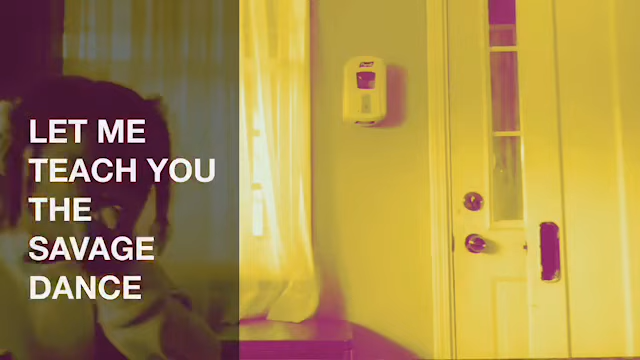 LET ME
TEACH YOU
THE
SAVAGE
DANCE